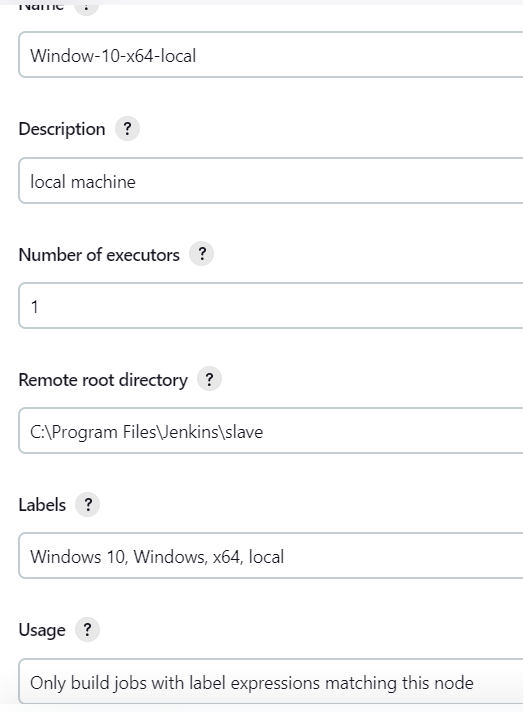 Name ?
Window-10-x64-local
Description ?
local machine
Number of executors ?
1
Remote root directory ?
C:\Program Files\Jenkins\slave
Labels ?
Windows 10, Windows, x64, local
Usage ?
Only build jobs with label expressions matching this node